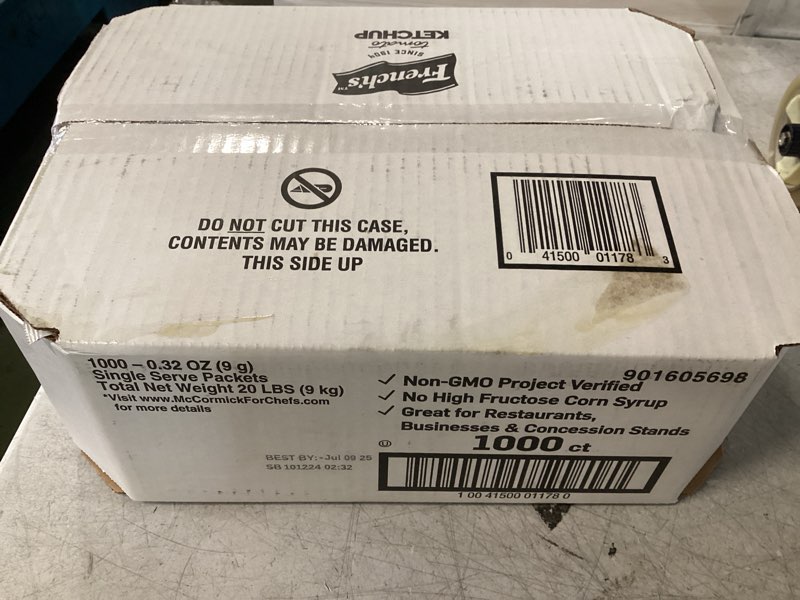 KETCHUP
tomato
SINCE 1904
French's™
DO NOT CUT THIS CASE,
CONTENTS MAY BE DAMAGED.
THIS SIDE UP
0 41500 01178 3
1000 – 0.32 OZ (9 g)
Single Serve Packets
Total Net Weight 20 LBS (9 kg)
*Visit www.McCormickForChefs.com
for more details
901605698
✓ Non-GMO Project Verified
✓ No High Fructose Corn Syrup
✓ Great for Restaurants,
Businesses & Concession Stands
U 1000 ct
BEST BY:-Jul 09 25
SB 101224 02:32
1 00 41500 01178 0